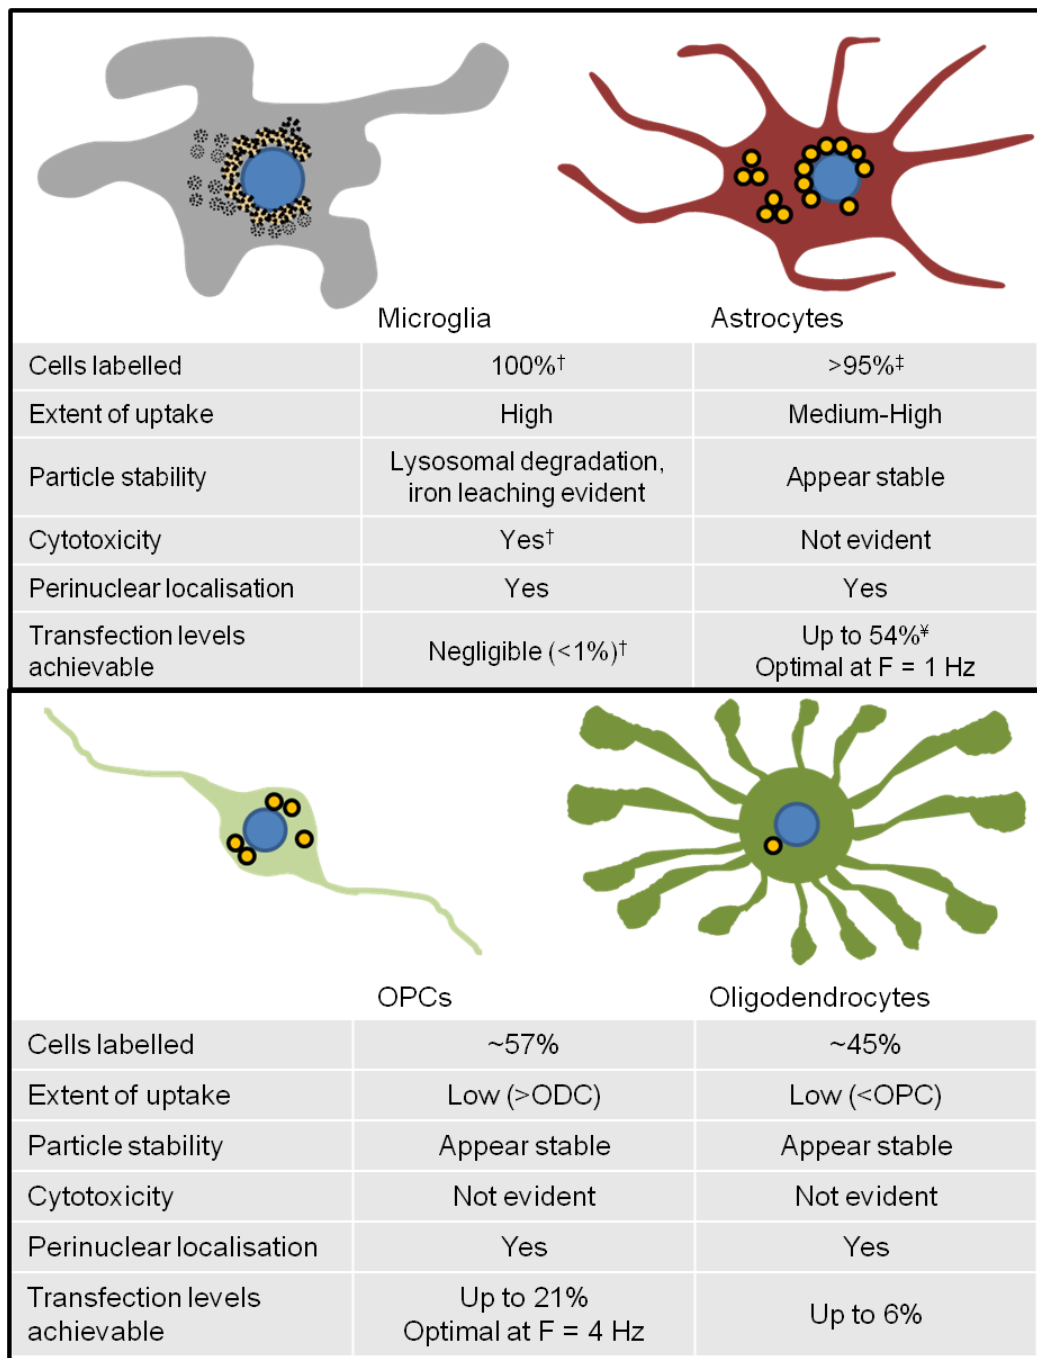 Microglia Astrocytes
Cells labelled 100%† >95%‡
Extent of uptake High Medium-High
Particle stability Lysosomal degradation, iron leaching evident Appear stable
Cytotoxicity Yes† Not evident
Perinuclear localisation Yes Yes
Transfection levels achievable Negligible (<1%)† Up to 54%¥ Optimal at F = 1 Hz
OPCs Oligodendrocytes
Cells labelled ~57% ~45%
Extent of uptake Low (>ODC) Low (<OPC)
Particle stability Appear stable Appear stable
Cytotoxicity Not evident Not evident
Perinuclear localisation Yes Yes
Transfection levels achievable Up to 21% Optimal at F = 4 Hz Up to 6%